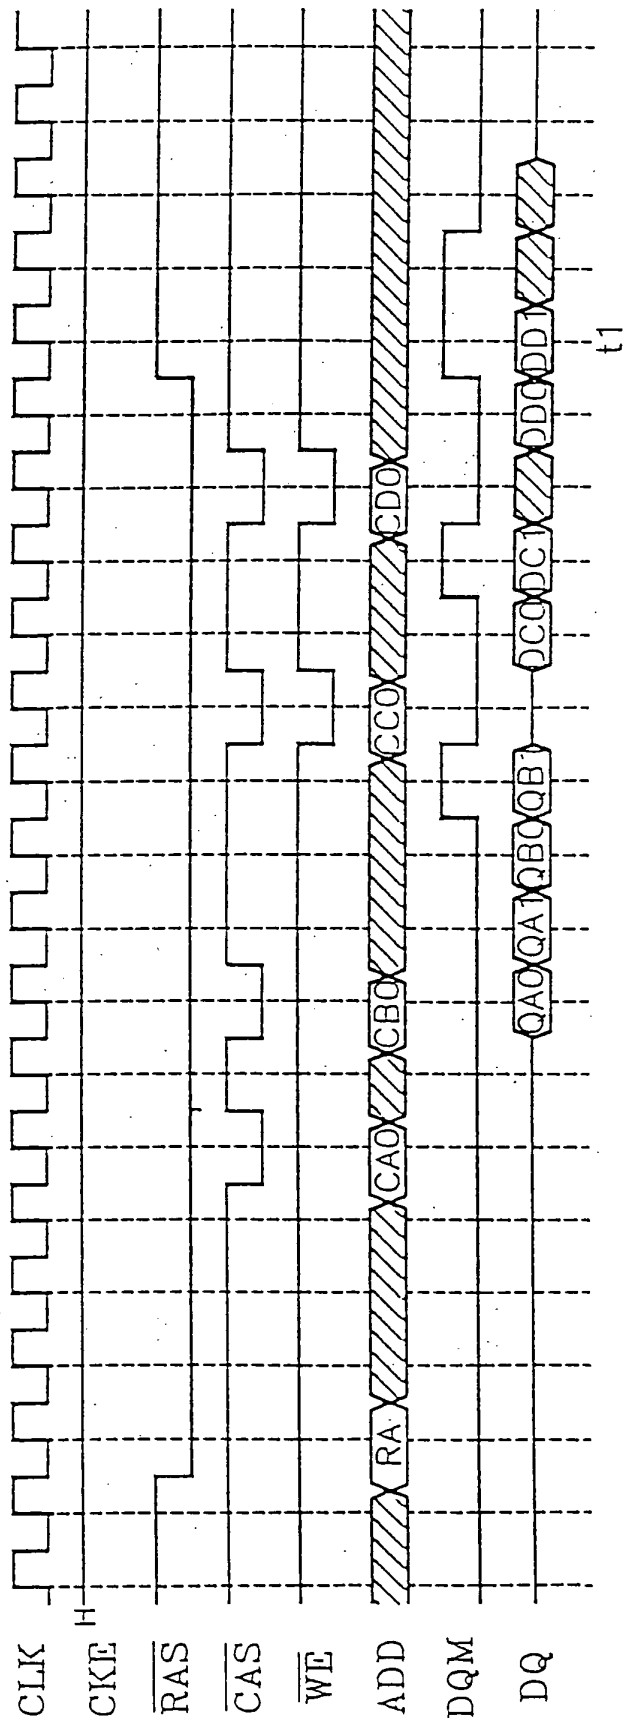 CLK
CKE H
RAS
CAS
WE
ADD RA CA0 CB0 CC0 CD0
DQM
DQ QA0 QA1 QB0 QB1 DC0 DC1 DD0 DD1
t1